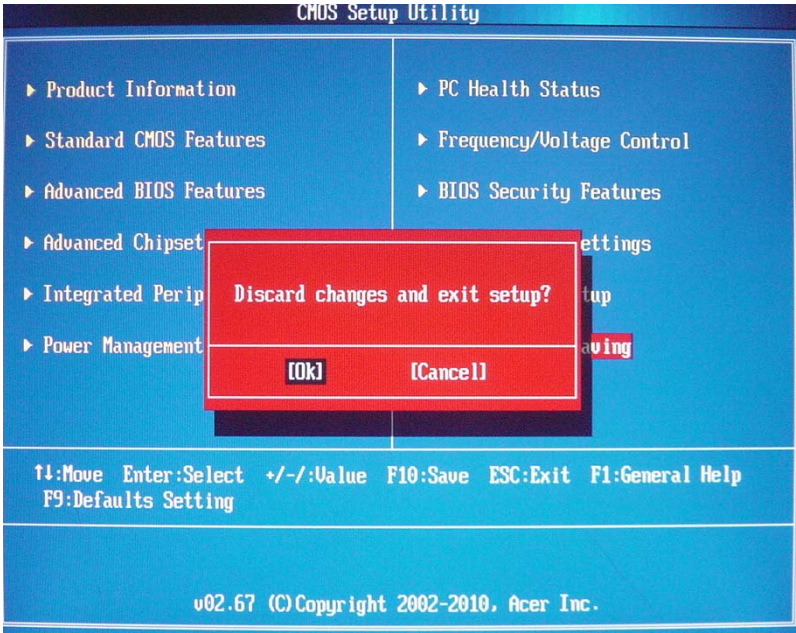 CMOS Setup Utility
▶ Product Information
▶ Standard CMOS Features
▶ Advanced BIOS Features
▶ Advanced Chipset
▶ Integrated Perip
▶ Power Management
▶ PC Health Status
▶ Frequency/Voltage Control
▶ BIOS Security Features
ettings
tup
aving
Discard changes and exit setup?
[Ok] [Cancel]
↑↓:Move Enter:Select +/-/:Value F10:Save ESC:Exit F1:General Help
F9:Defaults Setting
v02.67 (C)Copyright 2002-2010, Acer Inc.